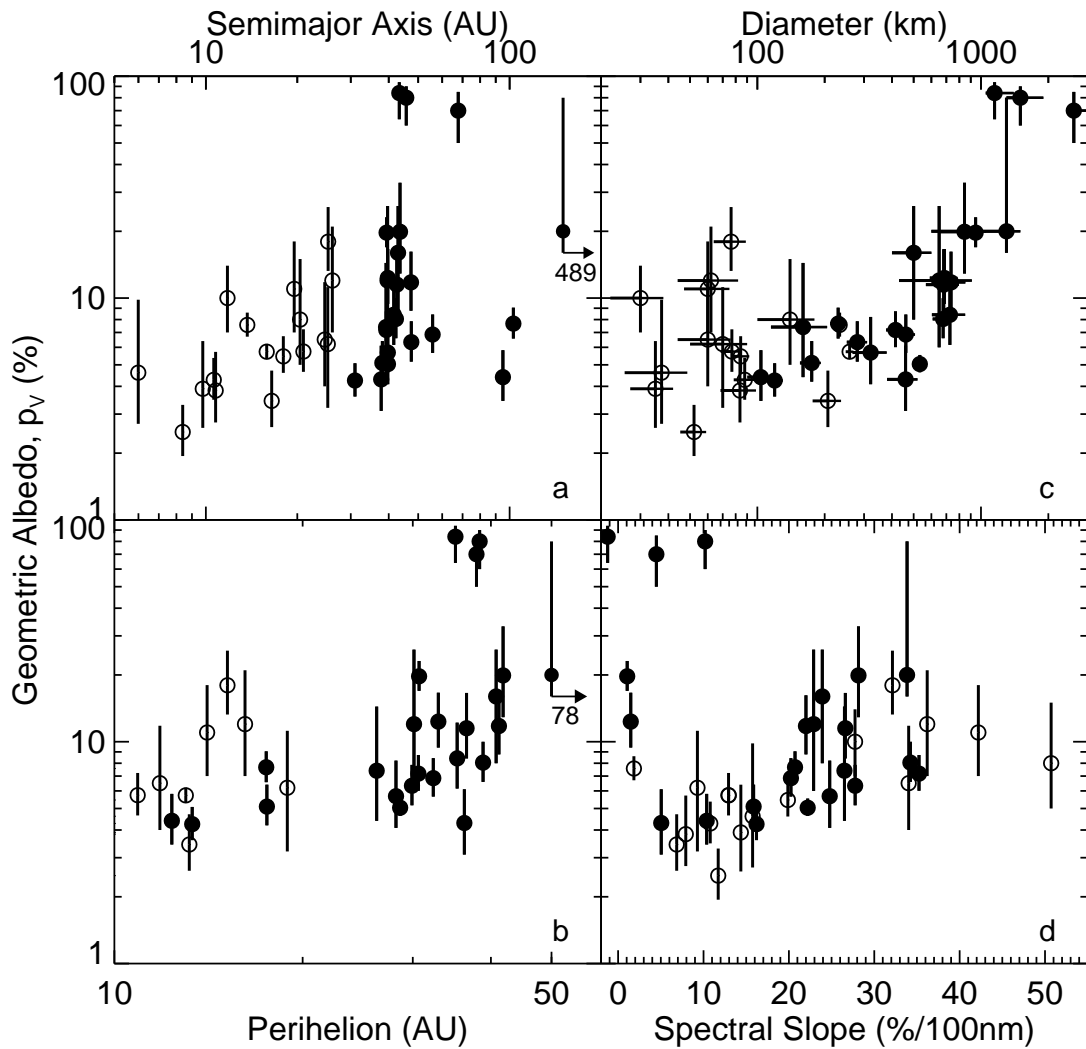 Semimajor Axis (AU)
Diameter (km)
10
100
100
1000
100
10
1
489
a
c
Geometric Albedo, pV (%)
100
10
1
78
b
d
10
50
0
10
20
30
40
50
Perihelion (AU)
Spectral Slope (%/100nm)